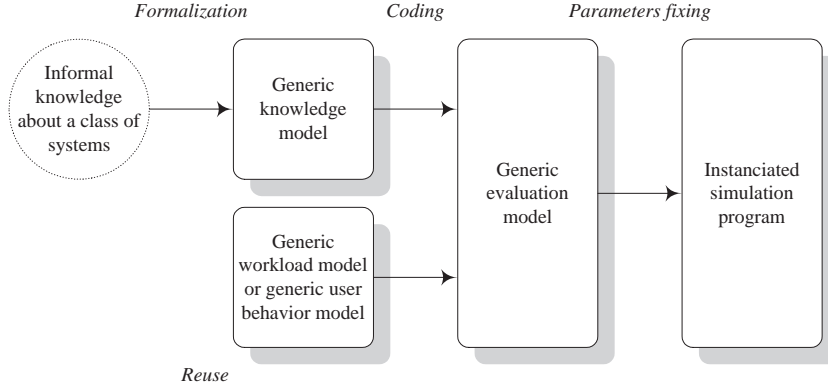 Formalization
Coding
Parameters fixing
Informal
knowledge
about a class of
systems
Generic
knowledge
model
Generic
workload model
or generic user
behavior model
Generic
evaluation
model
Instanciated
simulation
program
Reuse